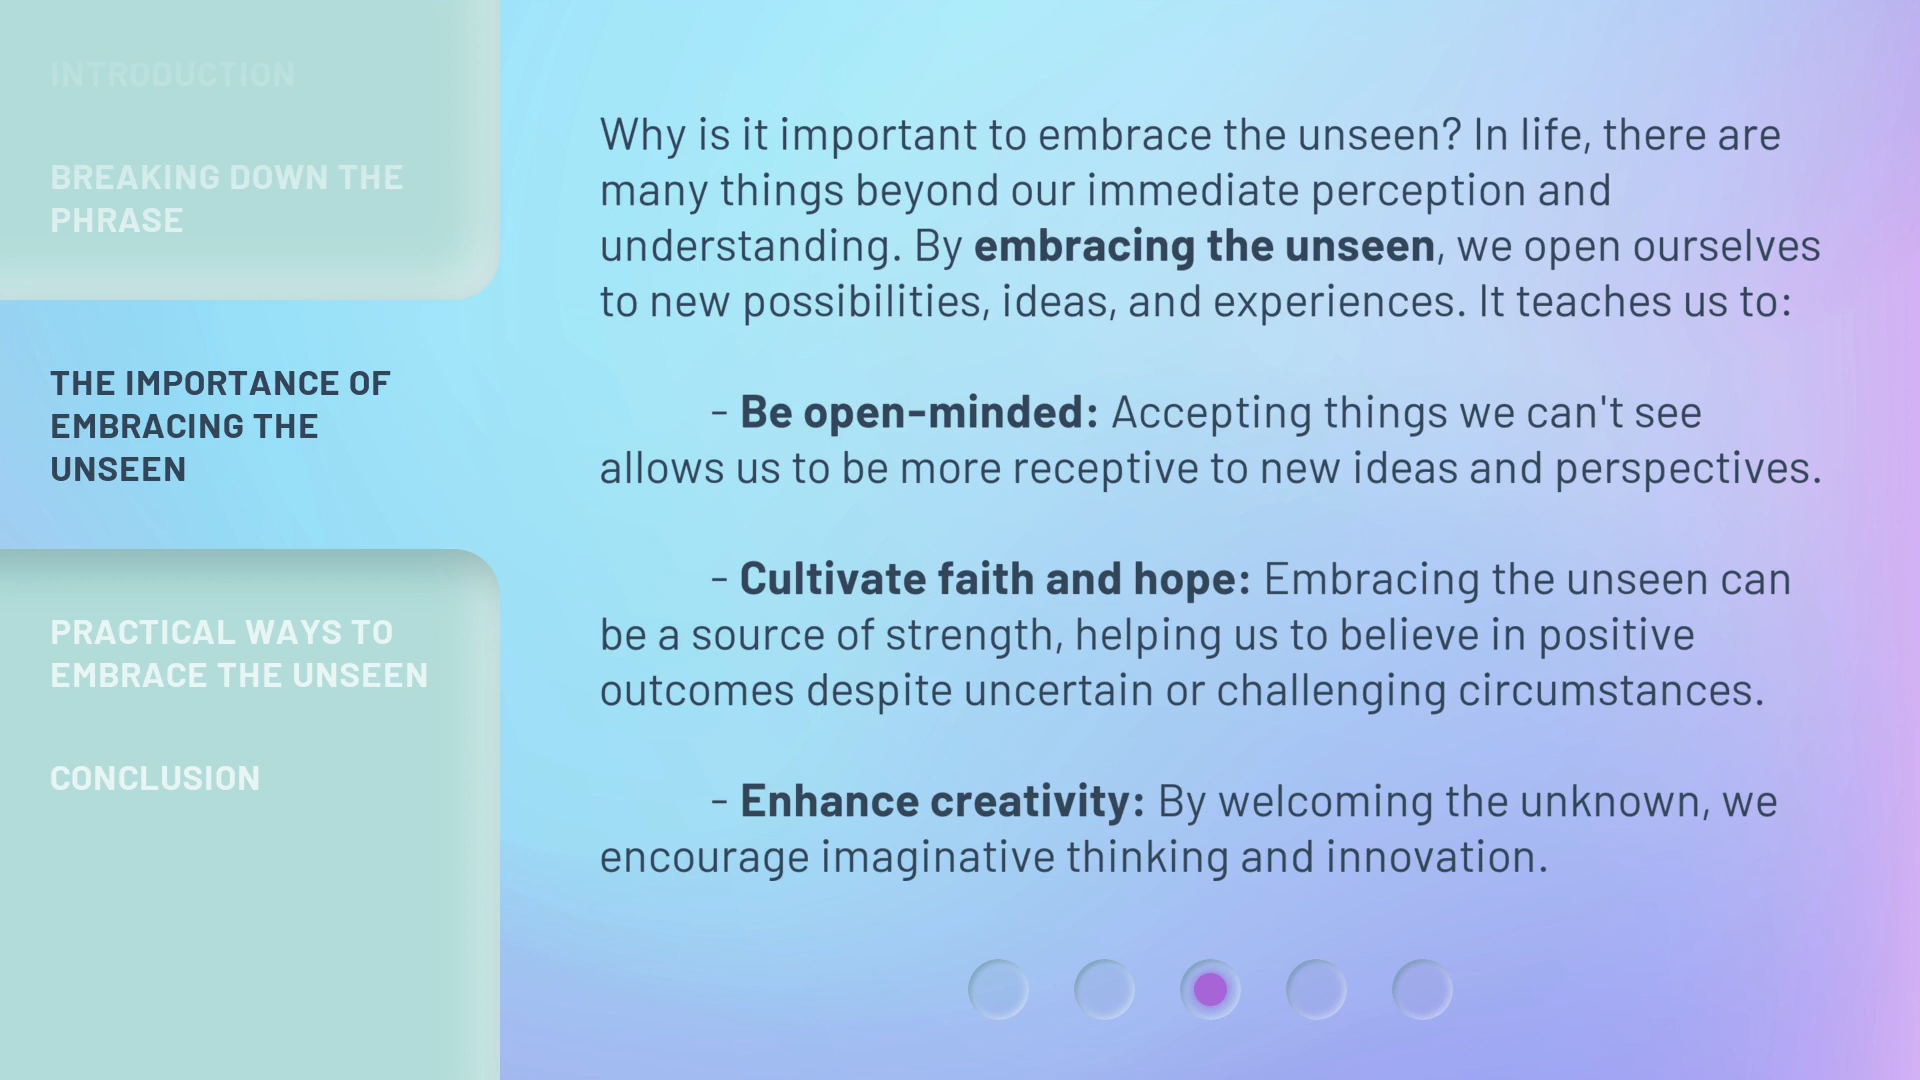 INTRODUCTION
BREAKING DOWN THE
PHRASE
THE IMPORTANCE OF
EMBRACING THE
UNSEEN
PRACTICAL WAYS TO
EMBRACE THE UNSEEN
CONCLUSION
Why is it important to embrace the unseen? In life, there are
many things beyond our immediate perception and
understanding. By embracing the unseen, we open ourselves
to new possibilities, ideas, and experiences. It teaches us to:
- Be open-minded: Accepting things we can't see
allows us to be more receptive to new ideas and perspectives.
- Cultivate faith and hope: Embracing the unseen can
be a source of strength, helping us to believe in positive
outcomes despite uncertain or challenging circumstances.
- Enhance creativity: By welcoming the unknown, we
encourage imaginative thinking and innovation.